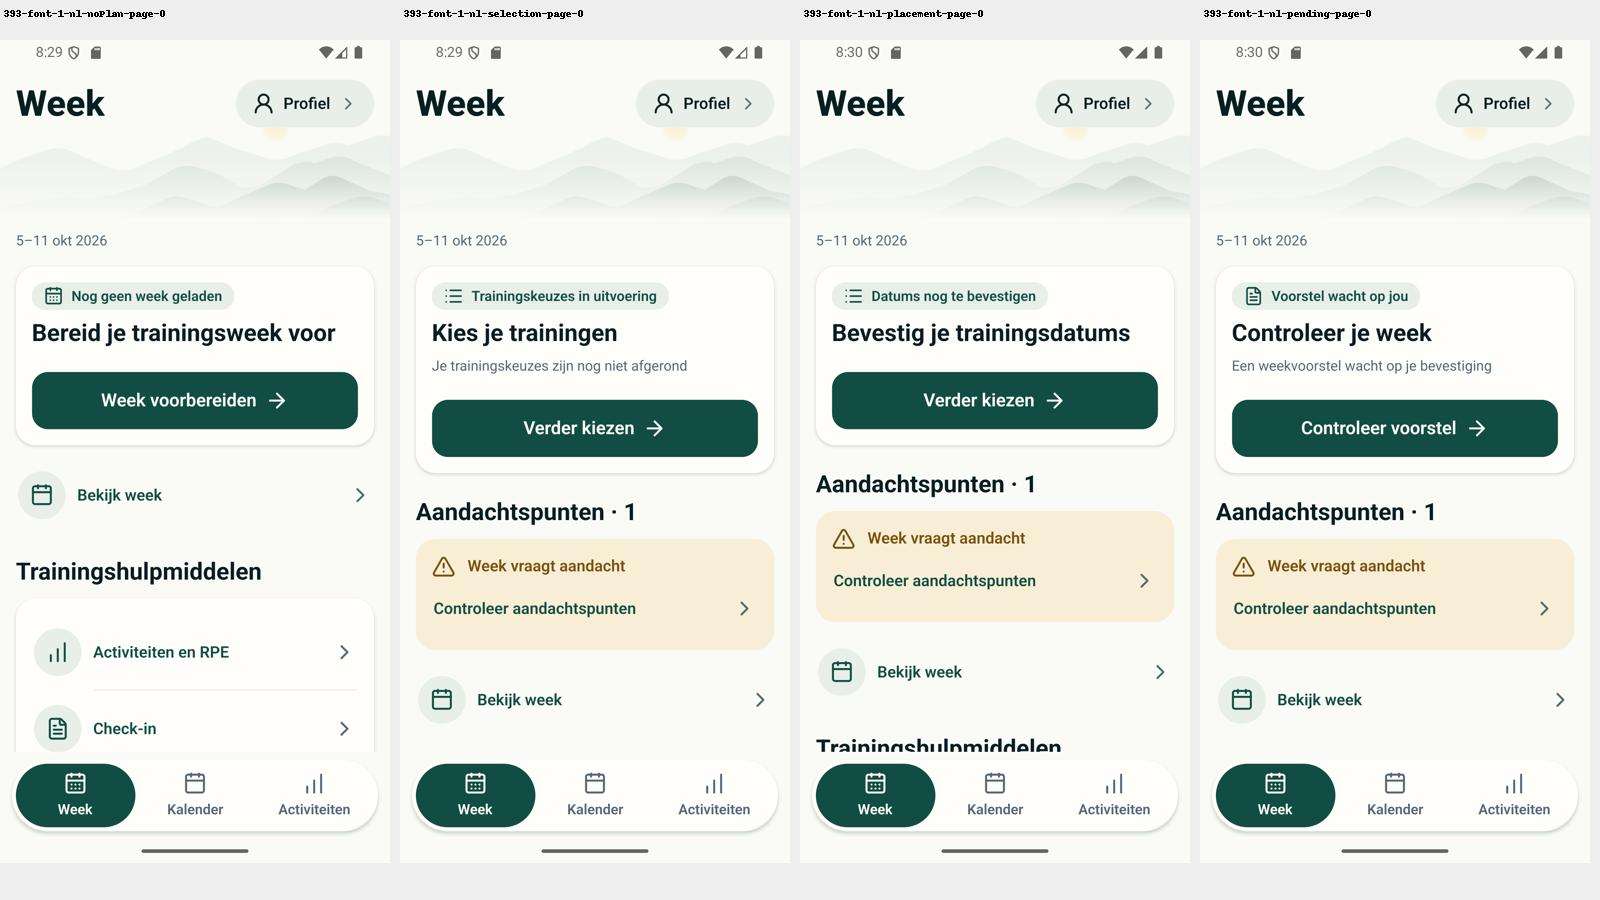 393-font-1-nl-noPlan-page-0
8:29
Week
Profiel
5–11 okt 2026
Nog geen week geladen
Bereid je trainingsweek voor
Week voorbereiden
Bekijk week
Trainingshulpmiddelen
Activiteiten en RPE
Check-in
Week
Kalender
Activiteiten
393-font-1-nl-selection-page-0
8:29
Week
Profiel
5–11 okt 2026
Trainingskeuzes in uitvoering
Kies je trainingen
Je trainingskeuzes zijn nog niet afgerond
Verder kiezen
Aandachtspunten · 1
Week vraagt aandacht
Controleer aandachtspunten
Bekijk week
Week
Kalender
Activiteiten
393-font-1-nl-placement-page-0
8:30
Week
Profiel
5–11 okt 2026
Datums nog te bevestigen
Bevestig je trainingsdatums
Verder kiezen
Aandachtspunten · 1
Week vraagt aandacht
Controleer aandachtspunten
Bekijk week
Trainingshulpmiddelen
Week
Kalender
Activiteiten
393-font-1-nl-pending-page-0
8:30
Week
Profiel
5–11 okt 2026
Voorstel wacht op jou
Controleer je week
Een weekvoorstel wacht op je bevestiging
Controleer voorstel
Aandachtspunten · 1
Week vraagt aandacht
Controleer aandachtspunten
Bekijk week
Week
Kalender
Activiteiten